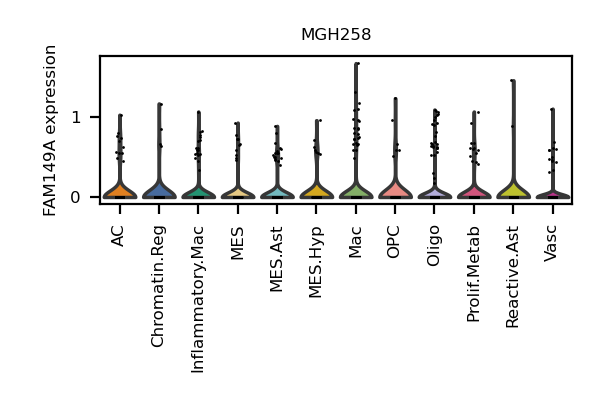 MGH258
FAM149A expression
1
0
AC
Chromatin.Reg
Inflammatory.Mac
MES
MES.Ast
MES.Hyp
Mac
OPC
Oligo
Prolif.Metab
Reactive.Ast
Vasc